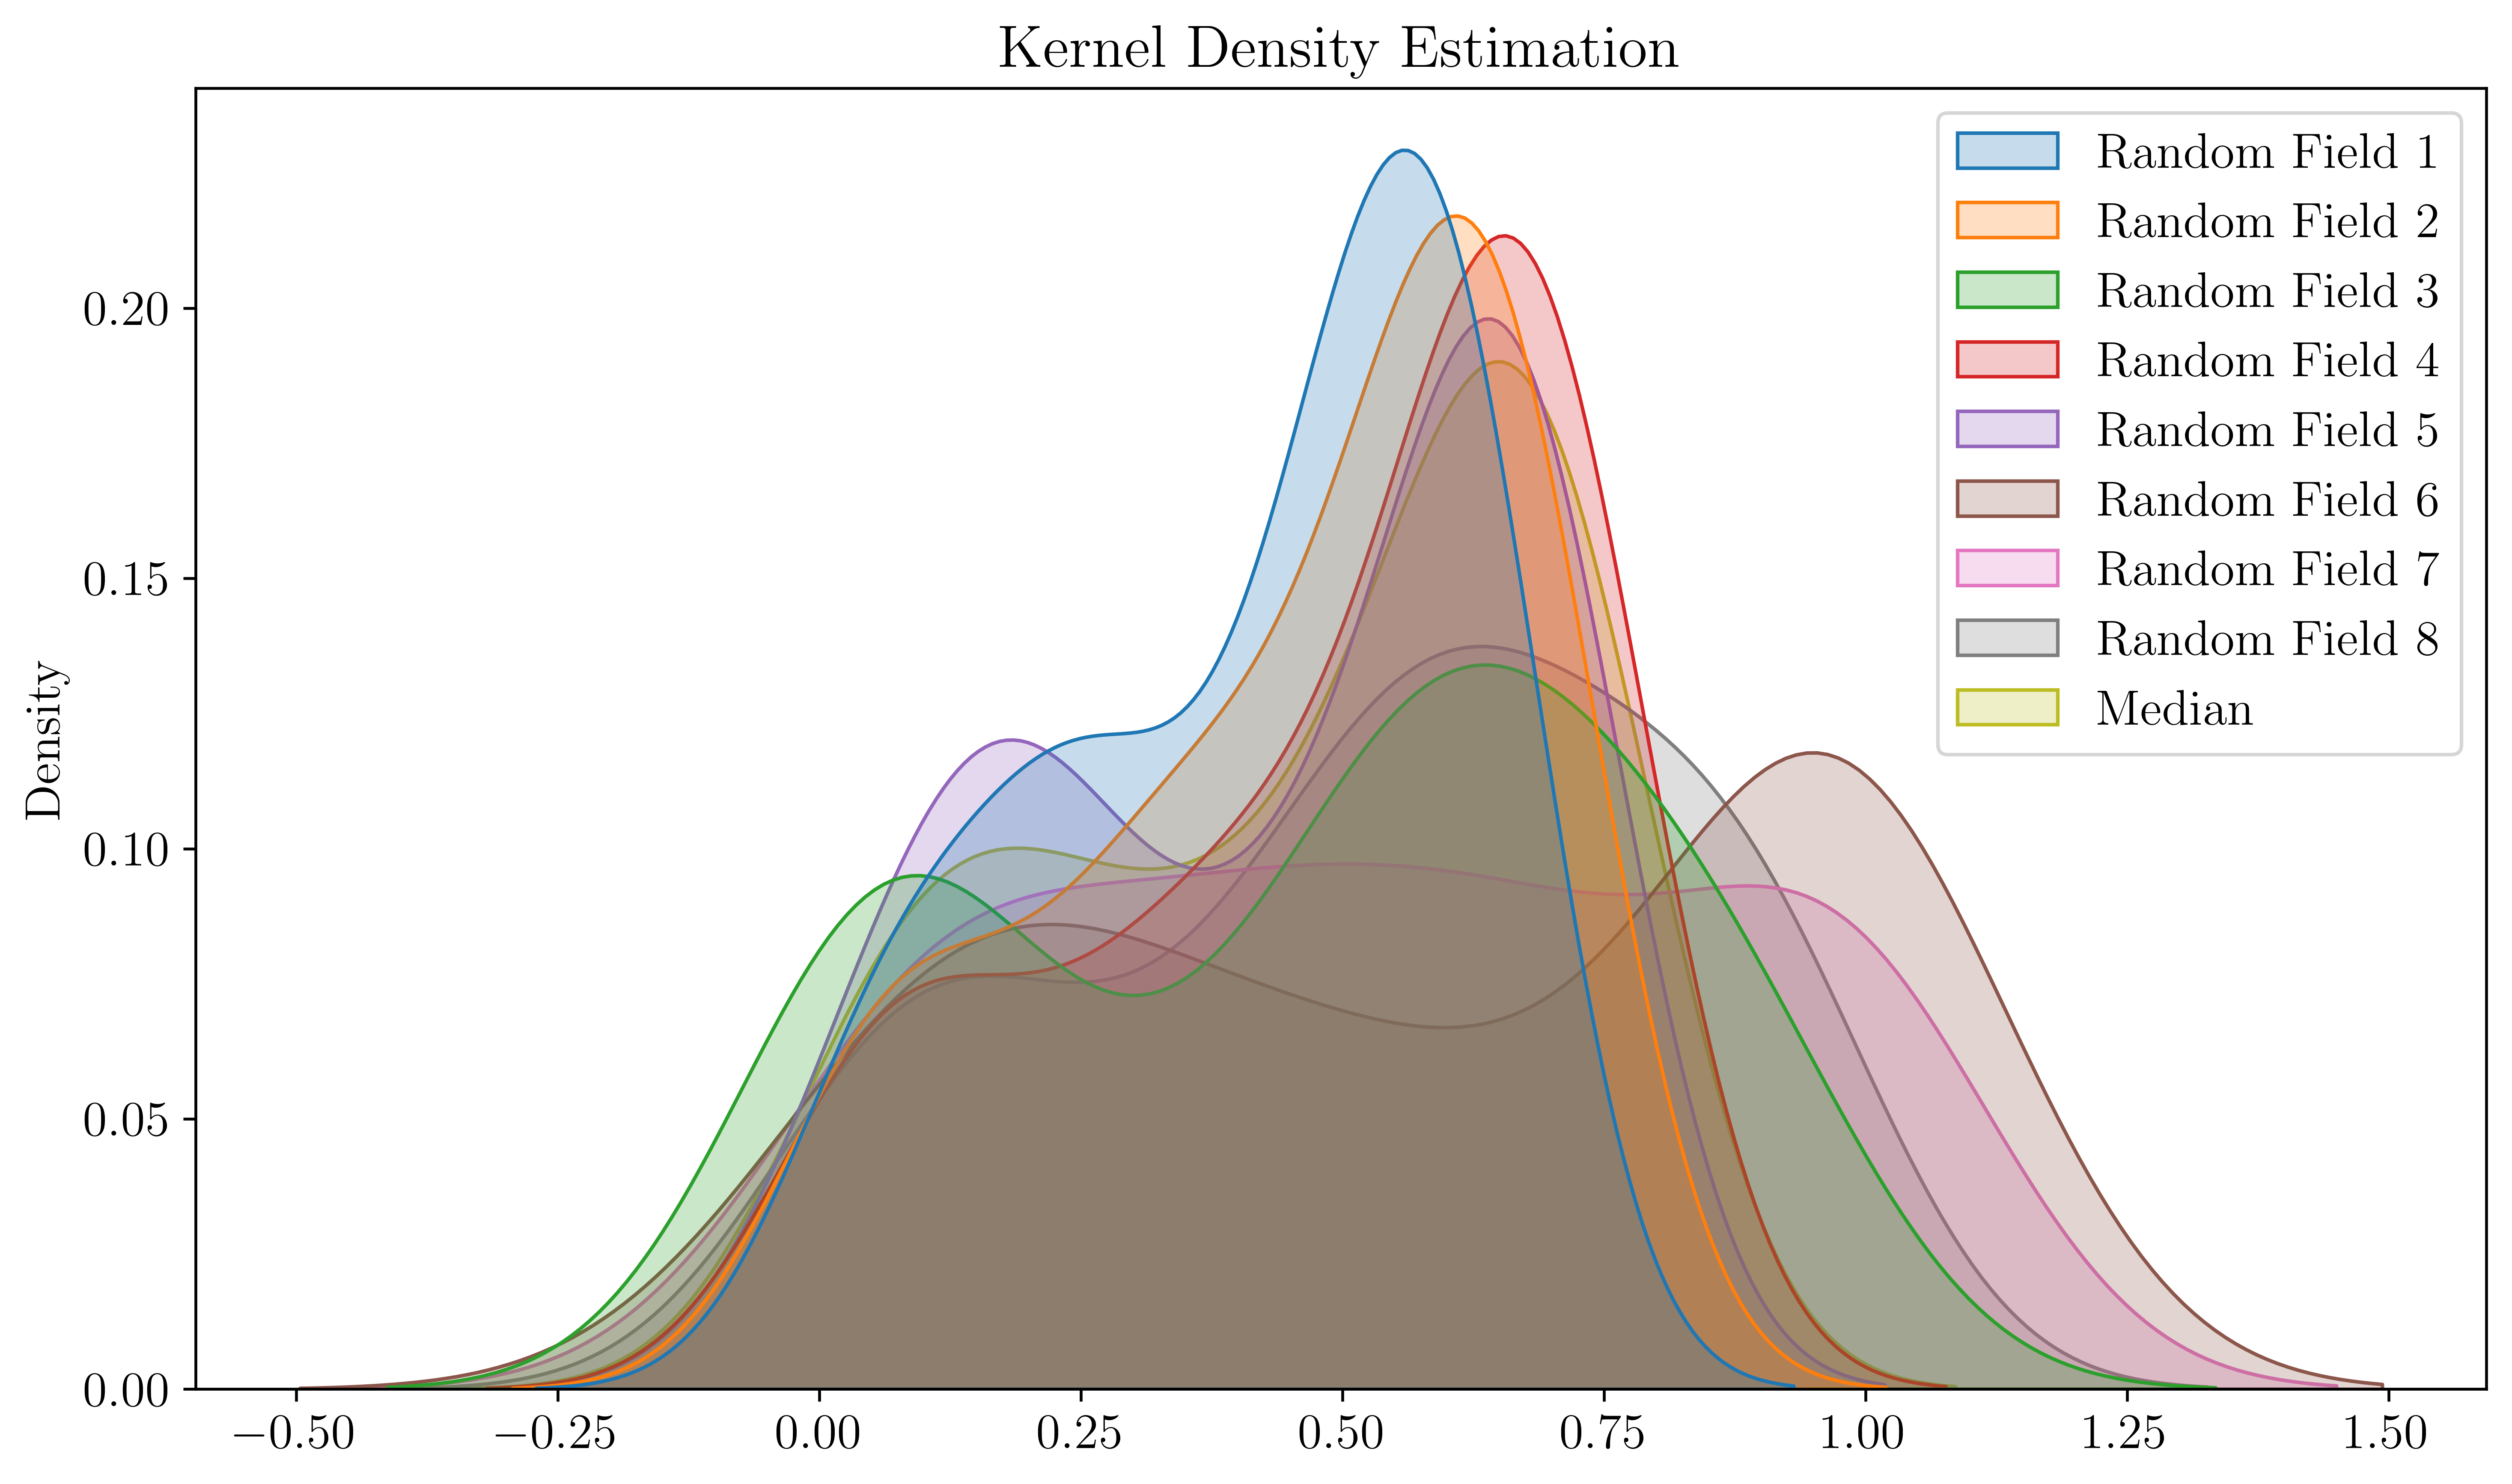 Kernel Density Estimation
Random Field 1
Random Field 2
Random Field 3
Random Field 4
Random Field 5
Random Field 6
Random Field 7
Random Field 8
Median
Density
0.20
0.15
0.10
0.05
0.00
−0.50 −0.25 0.00 0.25 0.50 0.75 1.00 1.25 1.50